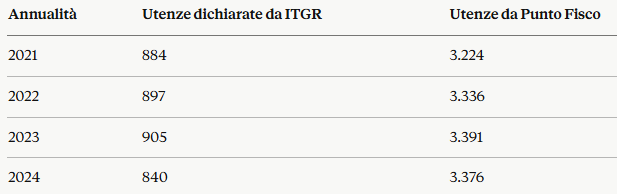 Annualità Utenze dichiarate da ITGR Utenze da Punto Fisco
2021 884 3.224
2022 897 3.336
2023 905 3.391
2024 840 3.376